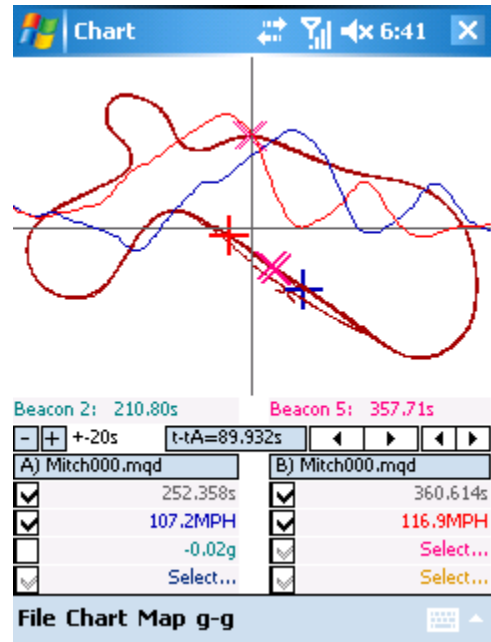 Chart 6:41
Beacon 2: 210.80s Beacon 5: 357.71s
- + +-20s t-tA=89.932s
A) Mitch000.mqd B) Mitch000.mqd
252.358s 360.614s
107.2MPH 116.9MPH
-0.02g Select...
Select... Select...
File Chart Map g-g